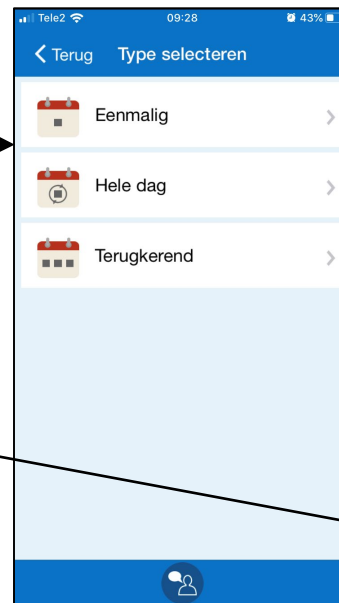 Tele2 09:28 43%
Terug Type selecteren
Eenmalig
Hele dag
Terugkerend